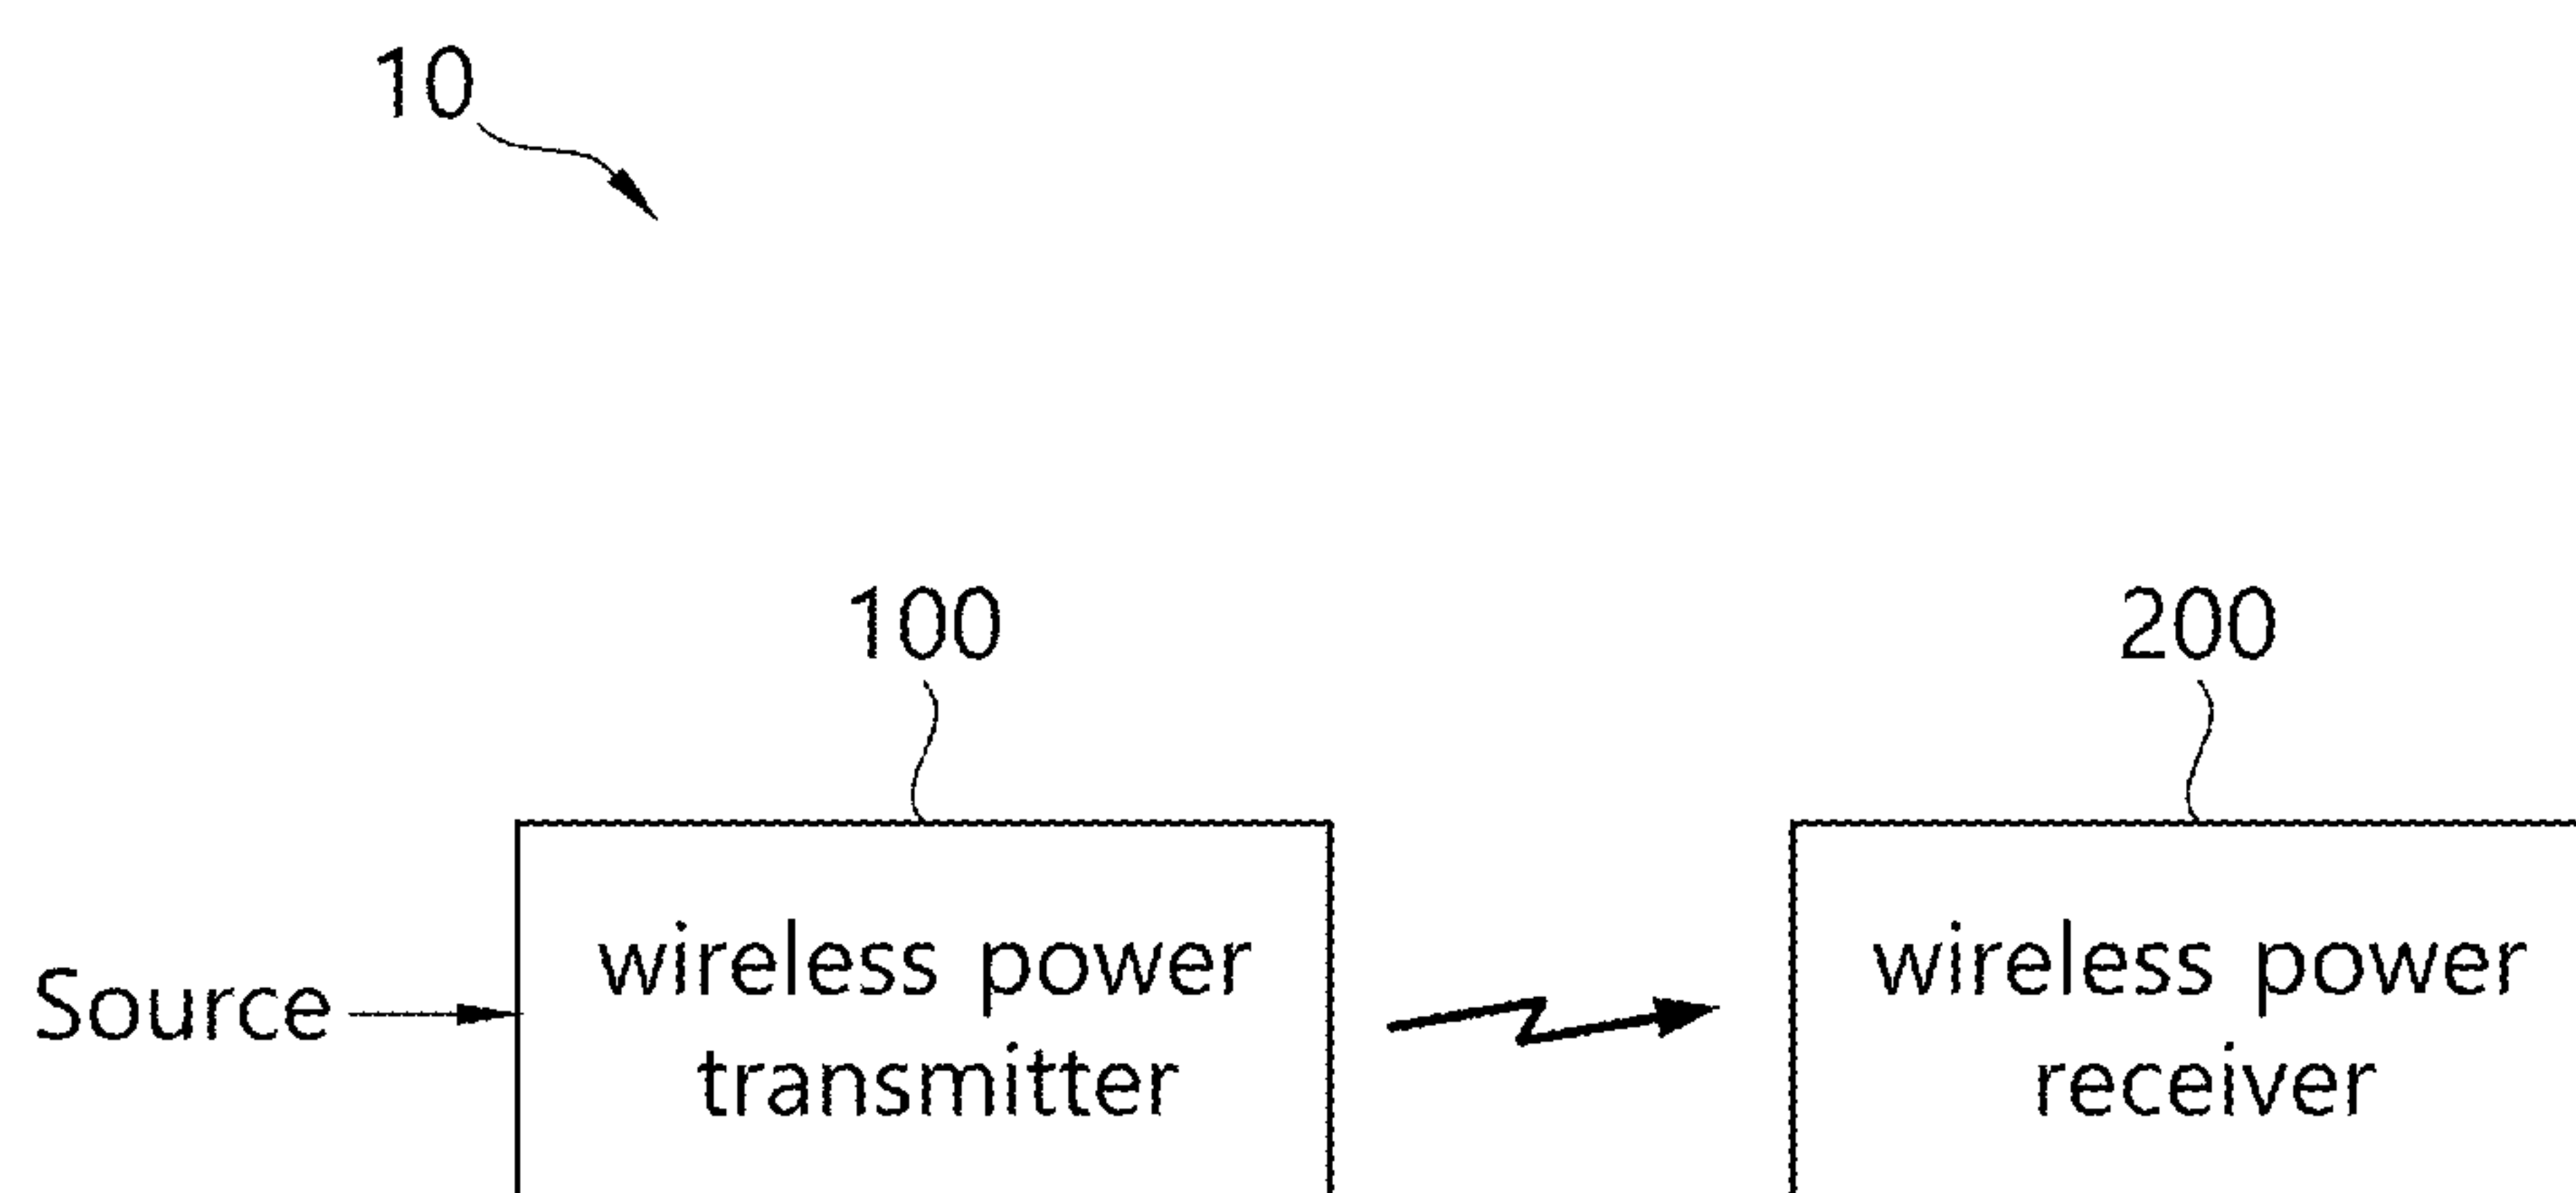 10
100
200
Source
wireless power
transmitter
wireless power
receiver